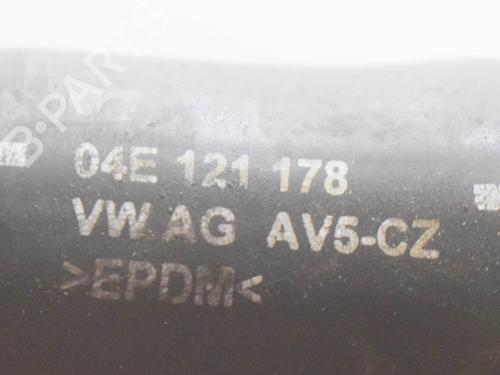 B-PARTS
04E 121 178
VW AG AV5-CZ
>EPDM<